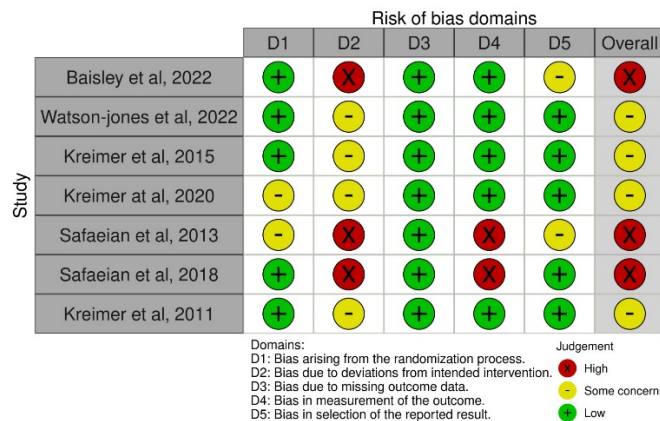 Risk of bias domains
D1 D2 D3 D4 D5 Overall
Study
Baisley et al, 2022 + X + + - X
Watson-jones et al, 2022 + - + + + -
Kreimer et al, 2015 + - + + + -
Kreimer at al, 2020 - - + + + -
Safaeian et al, 2013 - X + X - X
Safaeian et al, 2018 + X + X + X
Kreimer et al, 2011 + - + + + -
Domains:
D1: Bias arising from the randomization process.
D2: Bias due to deviations from intended intervention.
D3: Bias due to missing outcome data.
D4: Bias in measurement of the outcome.
D5: Bias in selection of the reported result.
Judgement
X High
- Some concern
+ Low